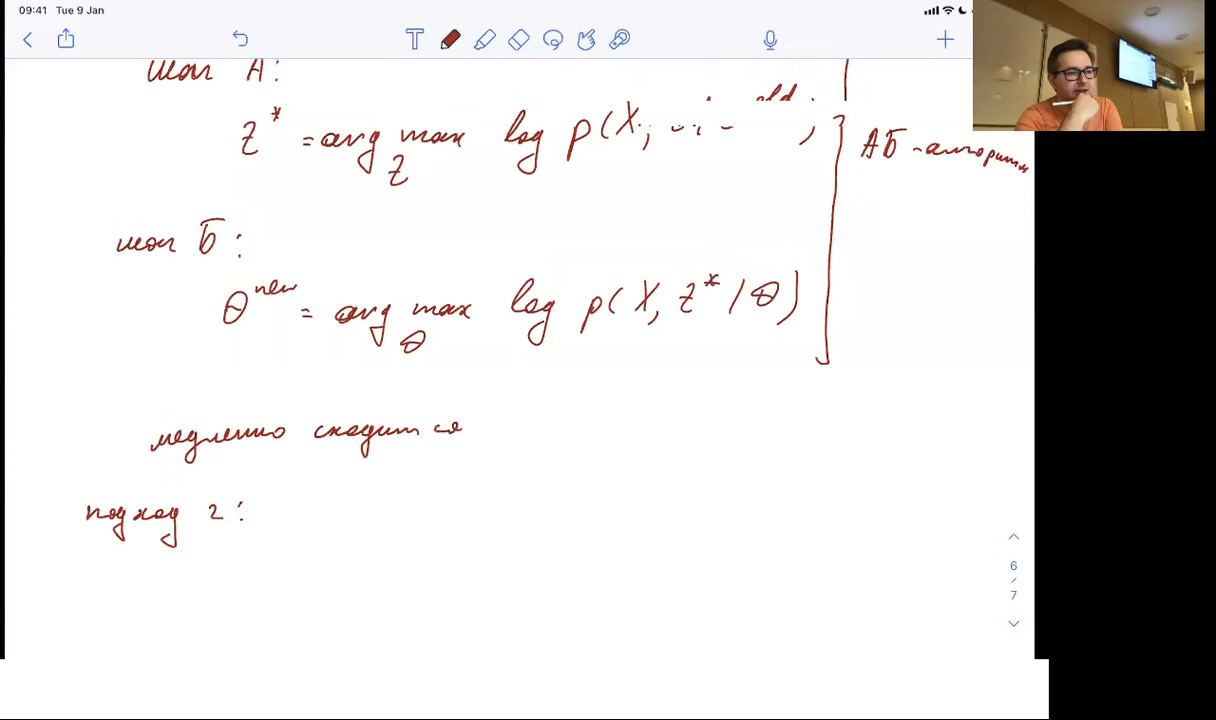 09:41 Tue 9 Jan
шаг А:
z* = arg max log p(X,
z
АБ - алгоритм
шаг Б:
θ^new = arg max log p(X, z* | θ)
θ
медленно сходится
подход 2:
6
/
7